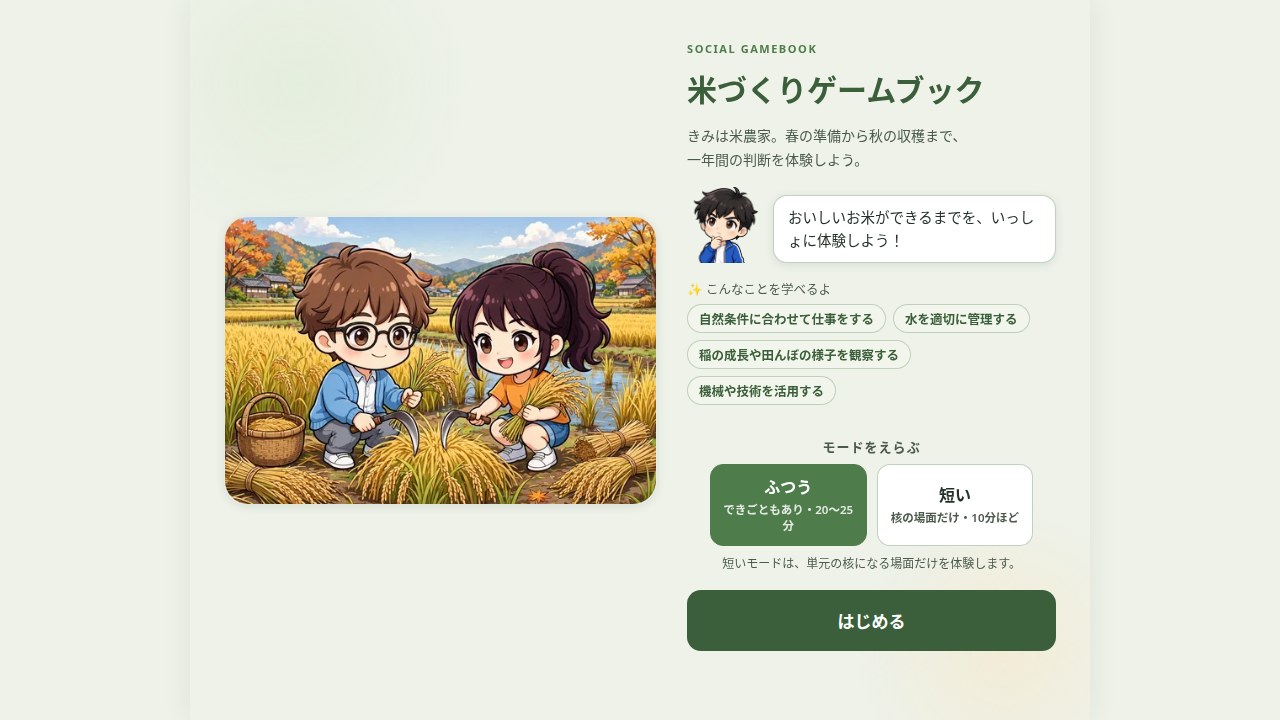 SOCIAL GAMEBOOK
米づくりゲームブック
きみは米農家。春の準備から秋の収穫まで、
一年間の判断を体験しよう。
おいしいお米ができるまでを、いっし
ょに体験しよう！
✨ こんなことを学べるよ
自然条件に合わせて仕事をする
水を適切に管理する
稲の成長や田んぼの様子を観察する
機械や技術を活用する
モードをえらぶ
ふつう
できごともあり・20〜25
分
短い
核の場面だけ・10分ほど
短いモードは、単元の核になる場面だけを体験します。
はじめる